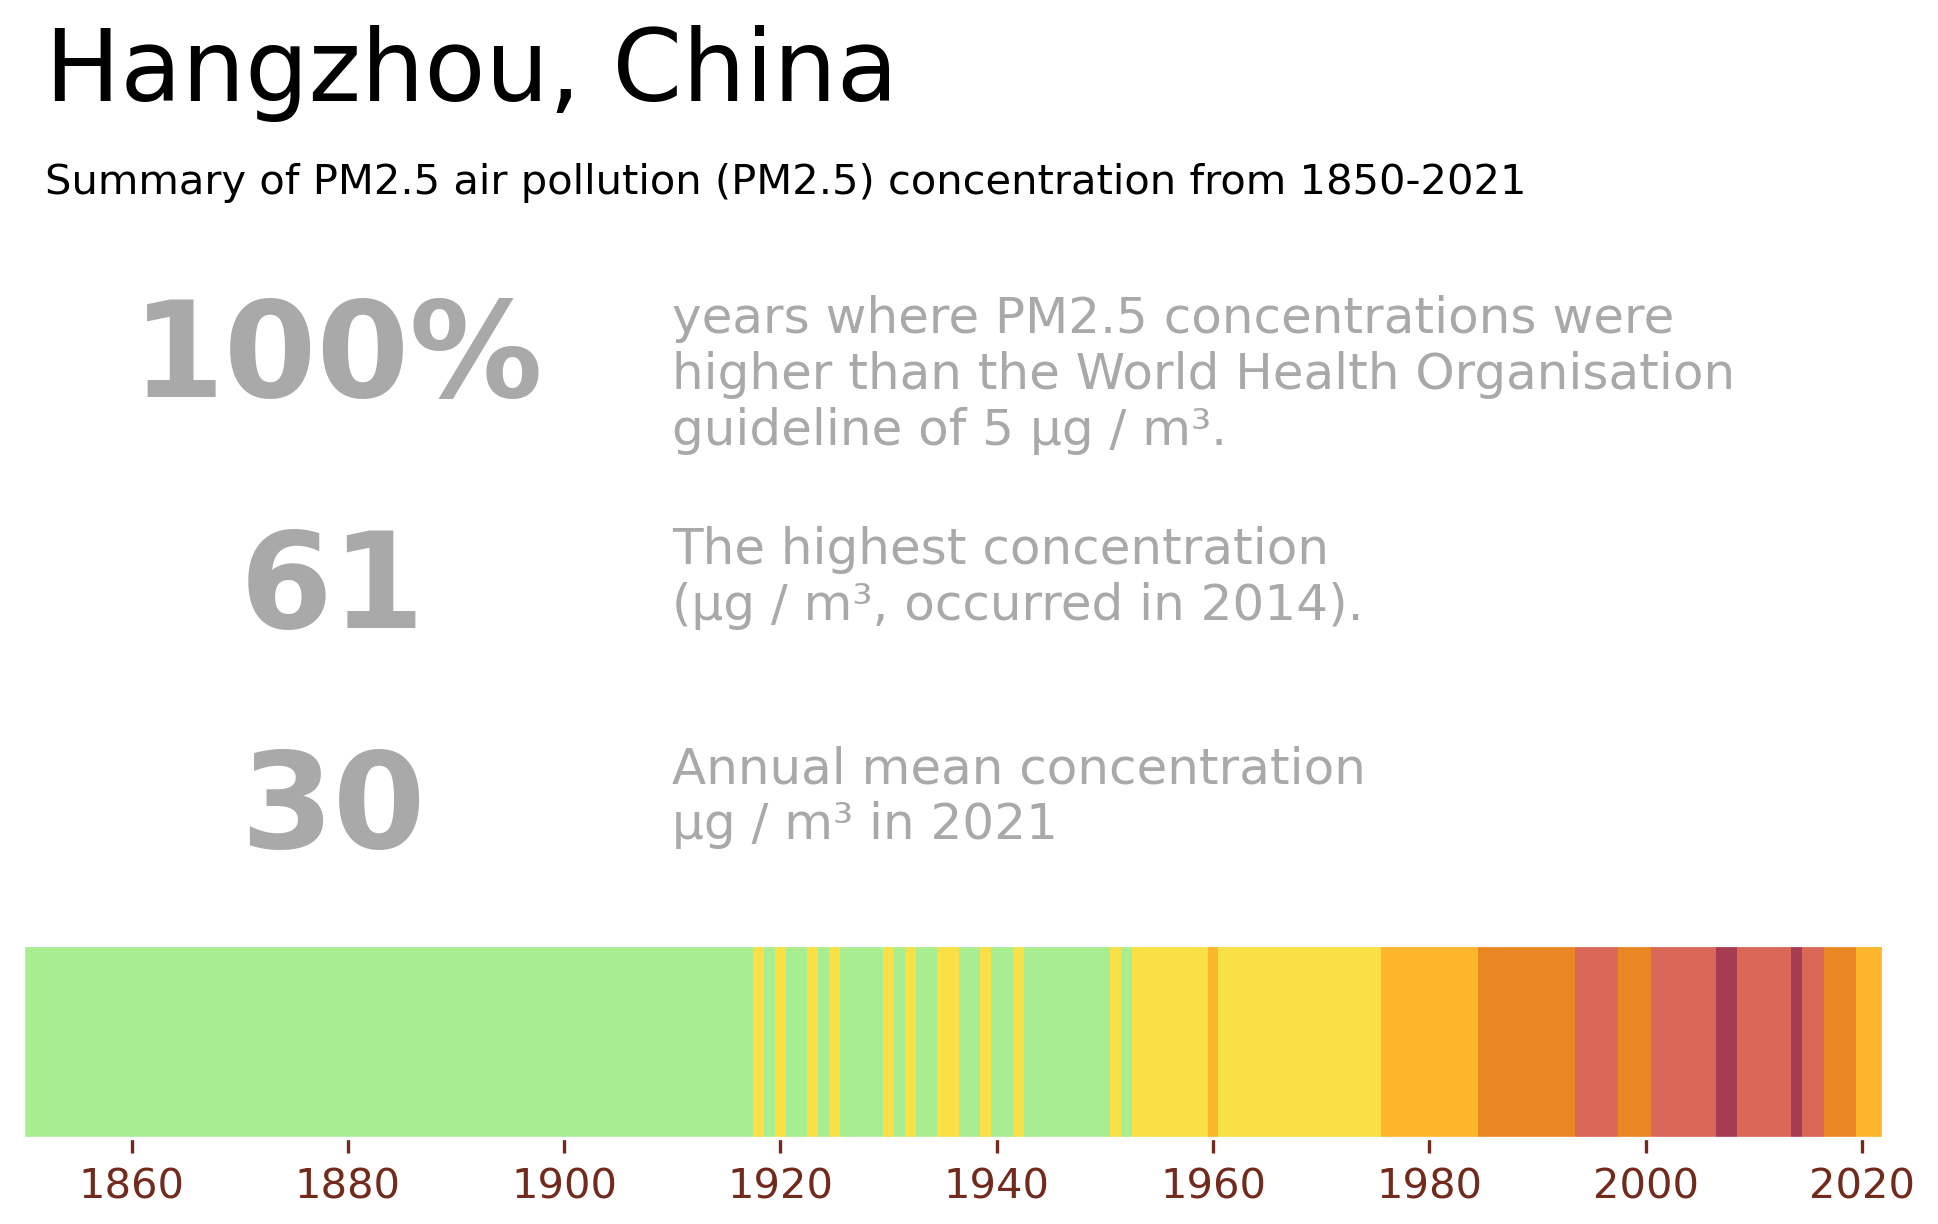 Hangzhou, China
Summary of PM2.5 air pollution (PM2.5) concentration from 1850-2021
100%
years where PM2.5 concentrations were
higher than the World Health Organisation
guideline of 5 µg / m³.
61
The highest concentration
(µg / m³, occurred in 2014).
30
Annual mean concentration
µg / m³ in 2021
1860 1880 1900 1920 1940 1960 1980 2000 2020